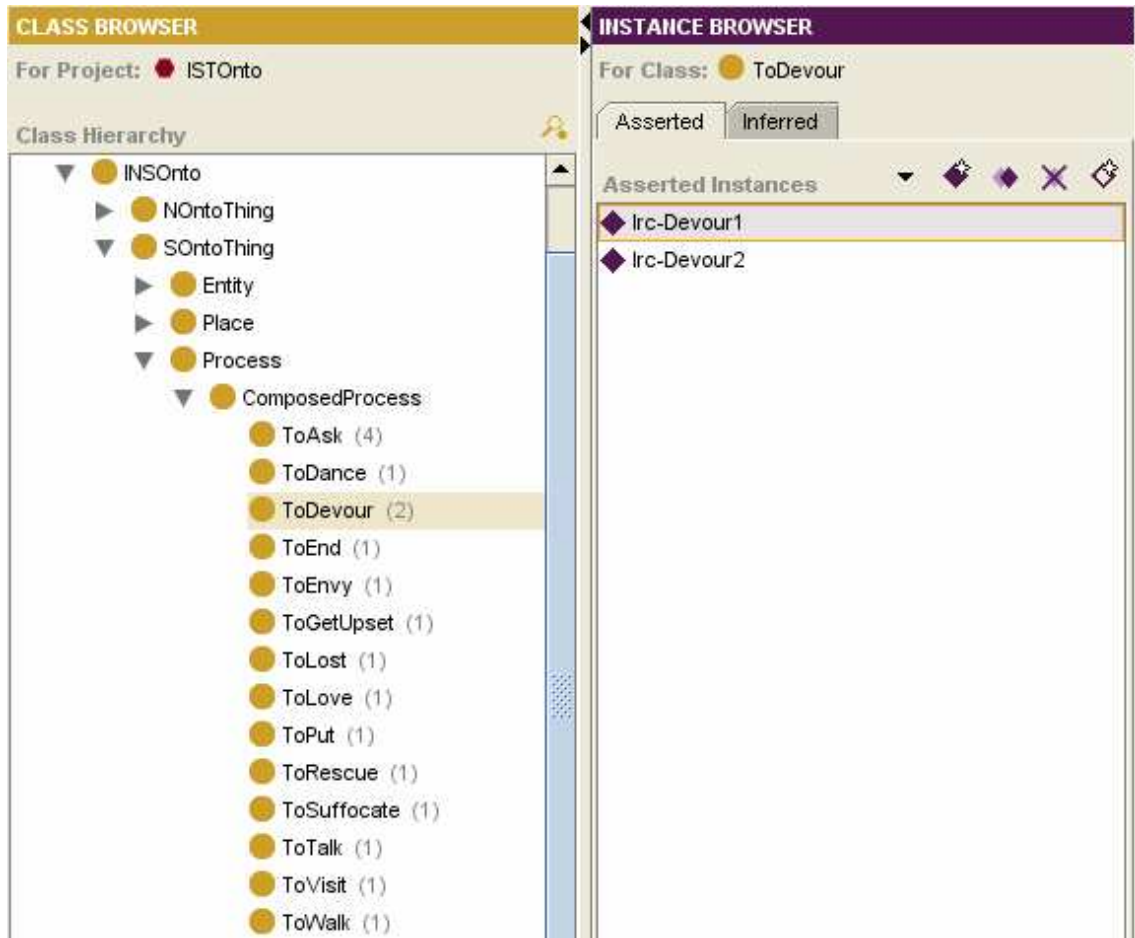 CLASS BROWSER
For Project: ISTOnto
Class Hierarchy
INSOnto
NOntoThing
SOntoThing
Entity
Place
Process
ComposedProcess
ToAsk (4)
ToDance (1)
ToDevour (2)
ToEnd (1)
ToEnvy (1)
ToGetUpset (1)
ToLost (1)
ToLove (1)
ToPut (1)
ToRescue (1)
ToSuffocate (1)
ToTalk (1)
ToVisit (1)
ToWalk (1)
INSTANCE BROWSER
For Class: ToDevour
Asserted Inferred
Asserted Instances
lrc-Devour1
lrc-Devour2